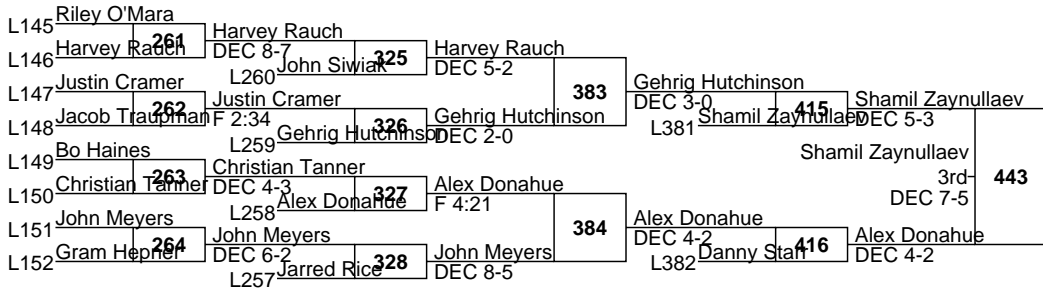 L145 Riley O'Mara
L146 Harvey Rauch
261
Harvey Rauch
DEC 8-7
L147 Justin Cramer
L148 Jacob Traupman
262
Justin Cramer
F 2:34
L149 Bo Haines
L150 Christian Tanner
263
Christian Tanner
DEC 4-3
L151 John Meyers
L152 Gram Hepner
264
John Meyers
DEC 6-2
L260 John Siwiak
325
Harvey Rauch
DEC 5-2
L259 Gehrig Hutchinson
326
Gehrig Hutchinson
DEC 2-0
L258 Alex Donahue
327
Alex Donahue
F 4:21
L257 Jarred Rice
328
John Meyers
DEC 8-5
383
Gehrig Hutchinson
DEC 3-0
384
Alex Donahue
DEC 4-2
L381 Shamil Zaynullaev
415
Shamil Zaynullaev
DEC 5-3
L382 Danny Starr
416
Alex Donahue
DEC 4-2
443
Shamil Zaynullaev
3rd
DEC 7-5